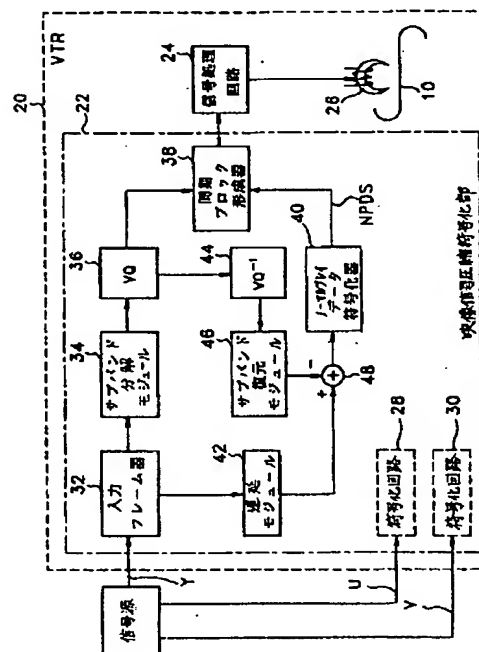 20
VTR
22
信号源
Y
U
V
32
入力
フレーム器
34
サブバンド
分解
モジュール
36
VQ
38
同期
ブロック
形成器
24
信号処理
回路
26
10
44
VQ⁻¹
46
サブバンド
復元
モジュール
42
遅延
モジュール
+
−
+
48
40
ノーマルプレイ
データ
符号化器
NPDS
28
符号化回路
30
符号化回路
映像信号圧縮符号化部